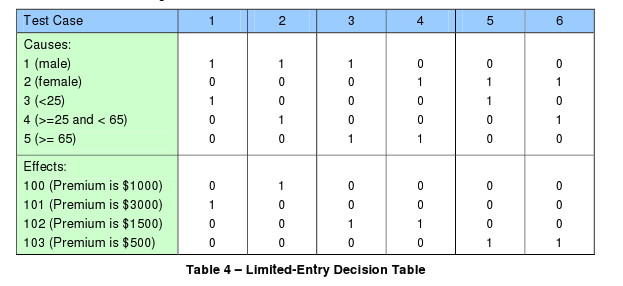 Test Case 1 2 3 4 5 6
Causes:
1 (male) 1 1 1 0 0 0
2 (female) 0 0 0 1 1 1
3 (<25) 1 0 0 0 1 0
4 (>=25 and < 65) 0 1 0 0 0 1
5 (>= 65) 0 0 1 1 0 0
Effects:
100 (Premium is $1000) 0 1 0 0 0 0
101 (Premium is $3000) 1 0 0 0 0 0
102 (Premium is $1500) 0 0 1 1 0 0
103 (Premium is $500) 0 0 0 0 1 1
Table 4 – Limited-Entry Decision Table